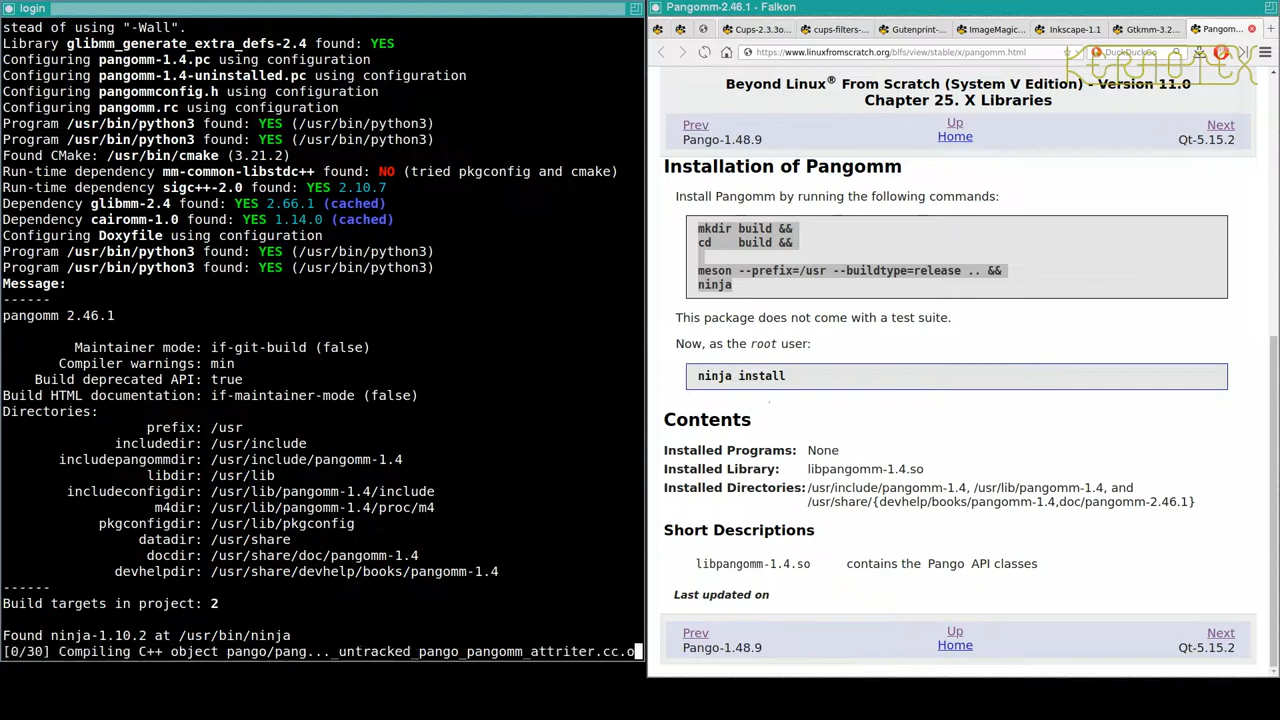 login
stead of using "-Wall".
Library glibmm_generate_extra_defs-2.4 found: YES
Configuring pangomm-1.4.pc using configuration
Configuring pangomm-1.4-uninstalled.pc using configuration
Configuring pangommconfig.h using configuration
Configuring pangomm.rc using configuration
Program /usr/bin/python3 found: YES (/usr/bin/python3)
Program /usr/bin/python3 found: YES (/usr/bin/python3)
Found CMake: /usr/bin/cmake (3.21.2)
Run-time dependency mm-common-libstdc++ found: NO (tried pkgconfig and cmake)
Run-time dependency sigc++-2.0 found: YES 2.10.7
Dependency glibmm-2.4 found: YES 2.66.1 (cached)
Dependency cairomm-1.0 found: YES 1.14.0 (cached)
Configuring Doxyfile using configuration
Program /usr/bin/python3 found: YES (/usr/bin/python3)
Program /usr/bin/python3 found: YES (/usr/bin/python3)
Message:
------
pangomm 2.46.1
Maintainer mode: if-git-build (false)
Compiler warnings: min
Build deprecated API: true
Build HTML documentation: if-maintainer-mode (false)
Directories:
prefix: /usr
includedir: /usr/include
includepangommdir: /usr/include/pangomm-1.4
libdir: /usr/lib
includeconfigdir: /usr/lib/pangomm-1.4/include
m4dir: /usr/lib/pangomm-1.4/proc/m4
pkgconfigdir: /usr/lib/pkgconfig
datadir: /usr/share
docdir: /usr/share/doc/pangomm-1.4
devhelpdir: /usr/share/devhelp/books/pangomm-1.4
------
Build targets in project: 2
Found ninja-1.10.2 at /usr/bin/ninja
[0/30] Compiling C++ object pango/pang..._untracked_pango_pangomm_attriter.cc.o
Pangomm-2.46.1 - Falkon
Cups-2.3.3o... cups-filters-... Gutenprint-... ImageMagic... Inkscape-1.1 Gtkmm-3.2... Pangom...
https://www.linuxfromscratch.org/blfs/view/stable/x/pangomm.html DuckDuckGo
KERNOTEX
Beyond Linux® From Scratch (System V Edition) - Version 11.0
Chapter 25. X Libraries
Prev Up Next
Pango-1.48.9 Home Qt-5.15.2
Installation of Pangomm
Install Pangomm by running the following commands:
mkdir build &&
cd build &&
meson --prefix=/usr --buildtype=release .. &&
ninja
This package does not come with a test suite.
Now, as the root user:
ninja install
Contents
Installed Programs: None
Installed Library: libpangomm-1.4.so
Installed Directories: /usr/include/pangomm-1.4, /usr/lib/pangomm-1.4, and
/usr/share/{devhelp/books/pangomm-1.4,doc/pangomm-2.46.1}
Short Descriptions
libpangomm-1.4.so contains the Pango API classes
Last updated on
Prev Up Next
Pango-1.48.9 Home Qt-5.15.2